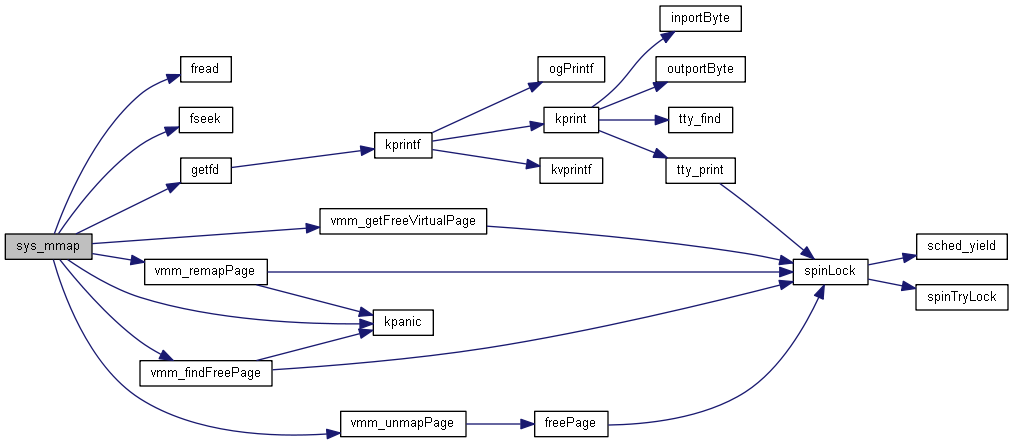 inportByte
fread
ogPrintf
outportByte
fseek
kprint
tty_find
kprintf
getfd
kvprintf
tty_print
vmm_getFreeVirtualPage
sys_mmap
sched_yield
vmm_remapPage
spinLock
spinTryLock
kpanic
vmm_findFreePage
vmm_unmapPage
freePage